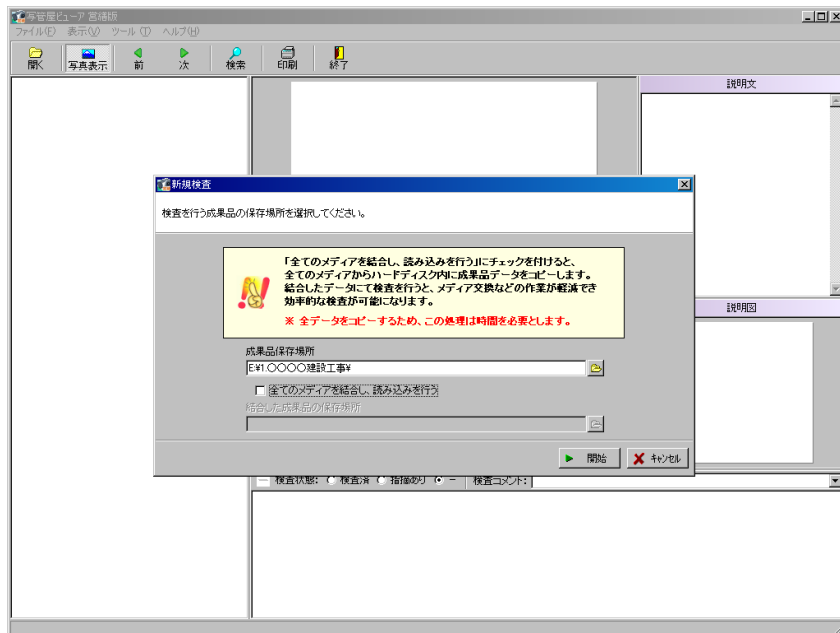 写管屋ビューア 宮繕版
ファイル(F) 表示(V) ツール(T) ヘルプ(H)
開く 写真表示 前 次 検索 印刷 終了
説明文
新規検査
検査を行う成果品の保存場所を選択してください。
「全てのメディアを結合し、読み込みを行う」にチェックを付けると、
全てのメディアからハードディスク内に成果品データをコピーします。
結合したデータにて検査を行うと、メディア交換などの作業が軽減でき
効率的な検査が可能になります。
※ 全データをコピーするため、この処理は時間を必要とします。
説明図
成果品保存場所
E:¥1.〇〇〇〇建設工事¥
全てのメディアを結合し、読み込みを行う
結合した成果品の保存場所
開始 キャンセル
検査状態: 検査済 指摘あり - 検査コメント: